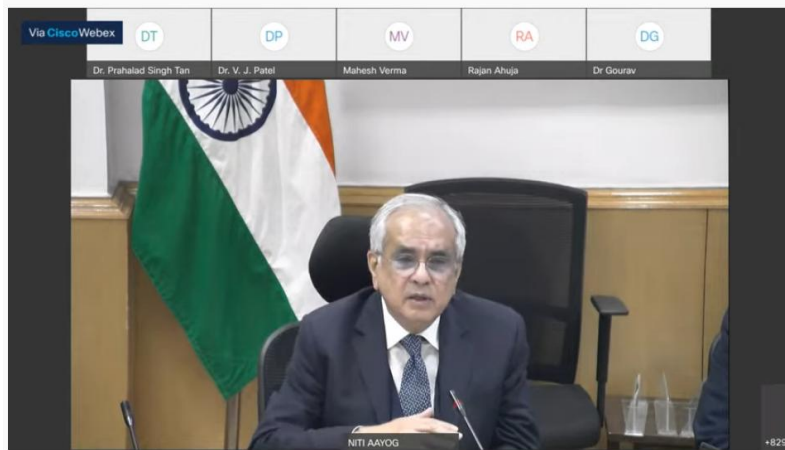 Via CiscoWebex
DT
DP
MV
RA
DG
Dr. Prahalad Singh Tan
Dr. V. J. Patel
Mahesh Verma
Rajan Ahuja
Dr Gourav
NITI AAYOG
+829